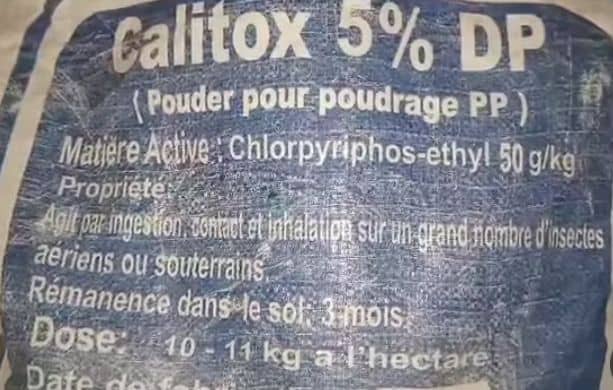 Calitox 5% DP
( Pouder pour poudrage PP )
Matière Active : Chlorpyriphos-ethyl 50 g/kg
Propriété:
Agit par ingestion, contact et inhalation sur un grand nombre d'insectes
aériens ou souterrains.
Rémanence dans le sol: 3 mois.
Dose: 10 - 11 kg a l'hectare
Date de